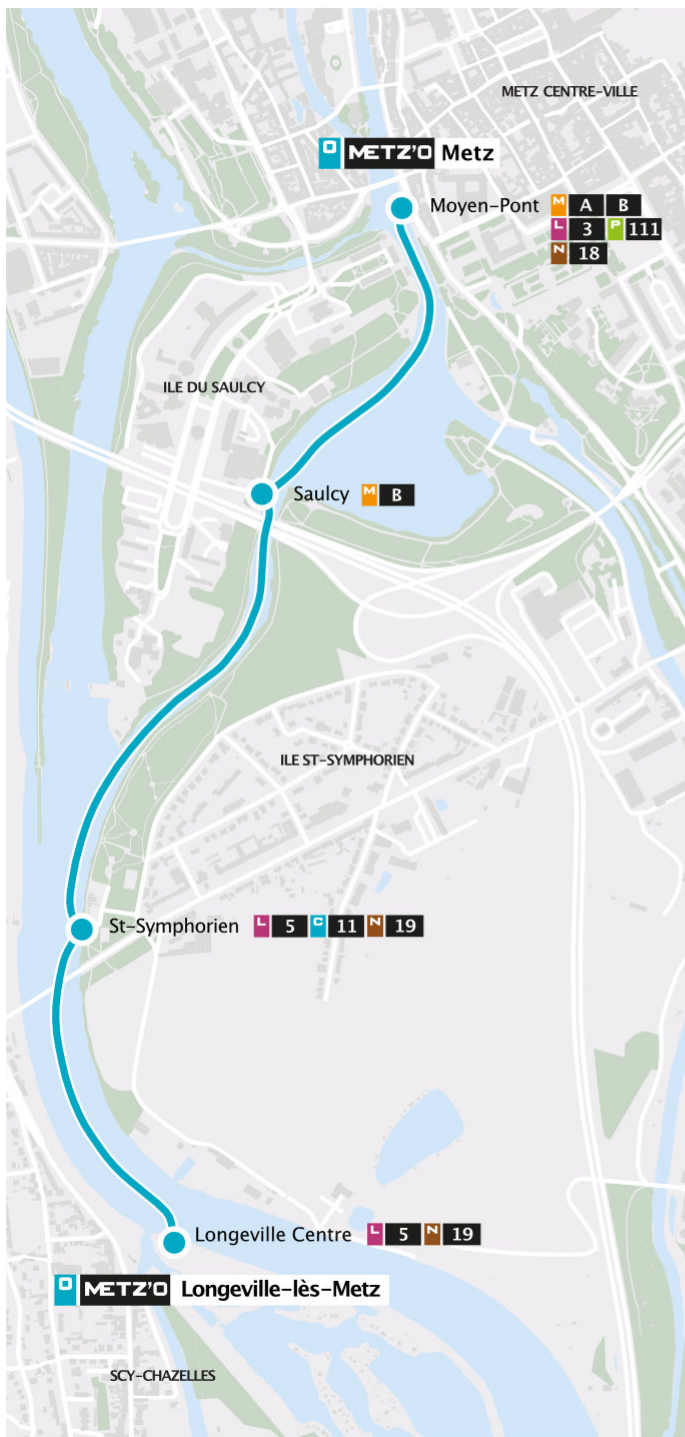 METZ CENTRE-VILLE
O METZ'O Metz
Moyen-Pont M A B
L 3 P 111
N 18
ILE DU SAULCY
Saulcy M B
ILE ST-SYMPHORIEN
St-Symphorien L 5 C 11 N 19
Longeville Centre L 5 N 19
O METZ'O Longeville-lès-Metz
SCY-CHAZELLES